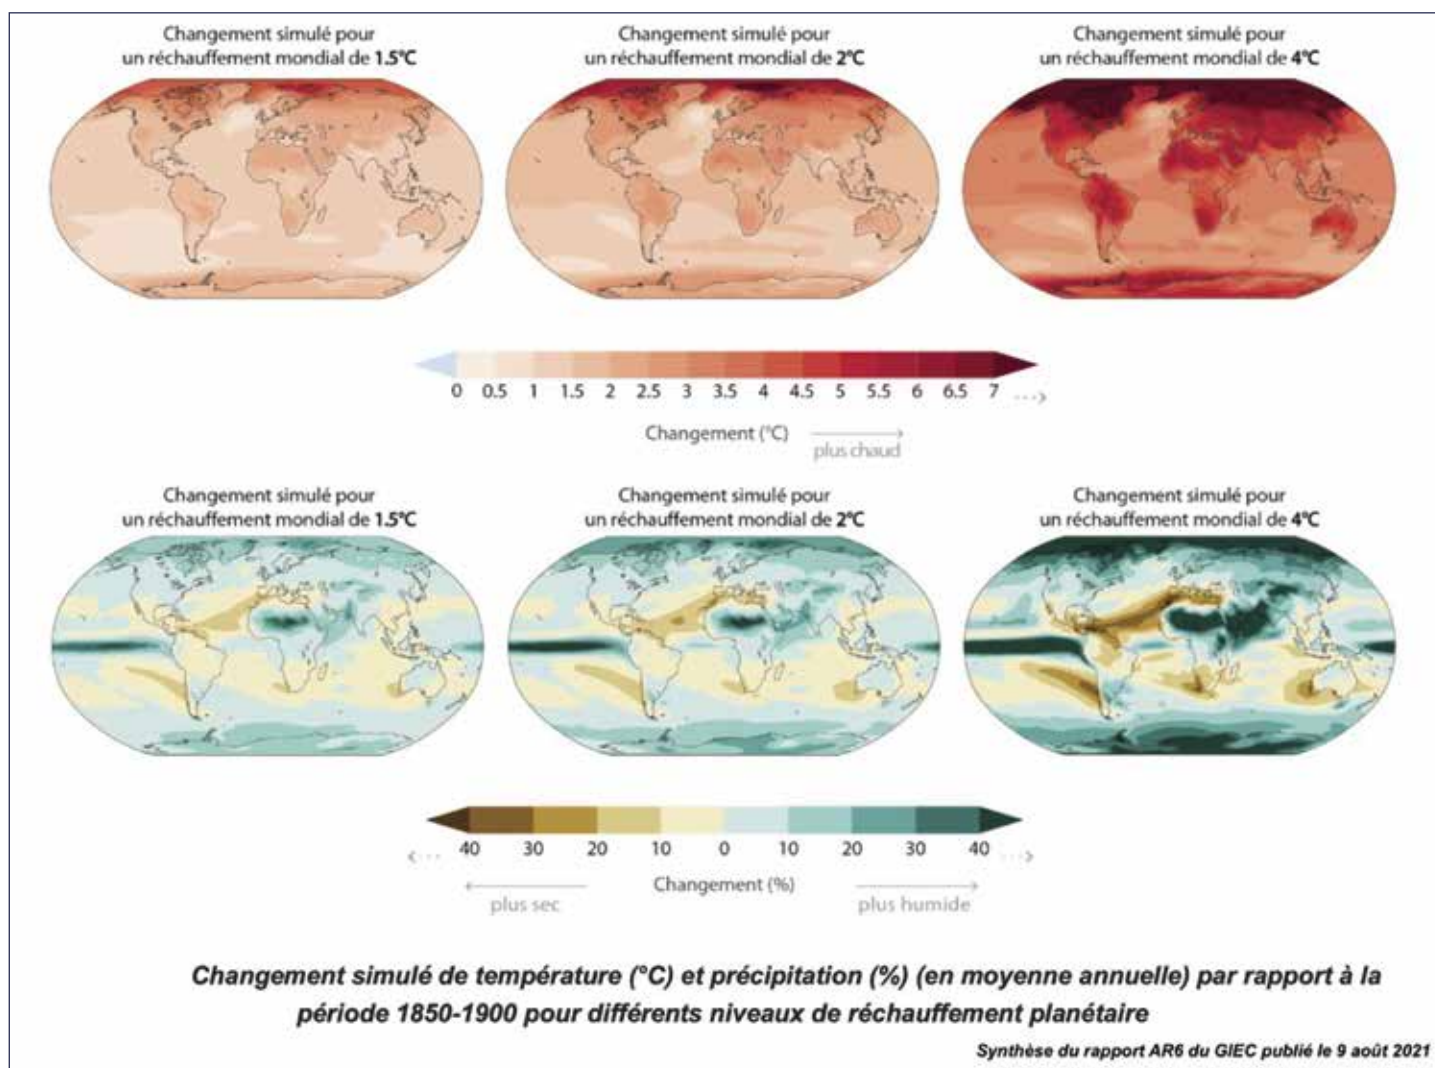 Changement simulé pour
un réchauffement mondial de 1.5°C
Changement simulé pour
un réchauffement mondial de 2°C
Changement simulé pour
un réchauffement mondial de 4°C
0 0.5 1 1.5 2 2.5 3 3.5 4 4.5 5 5.5 6 6.5 7
Changement (°C)
plus chaud
Changement simulé pour
un réchauffement mondial de 1.5°C
Changement simulé pour
un réchauffement mondial de 2°C
Changement simulé pour
un réchauffement mondial de 4°C
40 30 20 10 0 10 20 30 40
Changement (%)
plus sec
plus humide
Changement simulé de température (°C) et précipitation (%) (en moyenne annuelle) par rapport à la
période 1850-1900 pour différents niveaux de réchauffement planétaire
Synthèse du rapport AR6 du GIEC publié le 9 août 2021